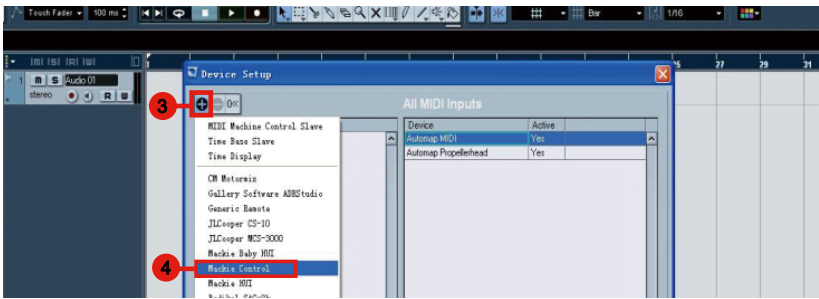 Touch Fader 100 ms Bar 1/16
25 27 29 31
1 m S Audio 01
stereo R W
Device Setup
3
All MIDI Inputs
Device Active
Automap MIDI Yes
Automap Propellerhead Yes
MIDI Machine Control Slave
Time Base Slave
Time Display
CM Motormix
Gallery Software ADRStudio
Generic Remote
JLCooper CS-10
JLCooper MCS-3000
Mackie Baby HUI
4
Mackie Control
Mackie HUI